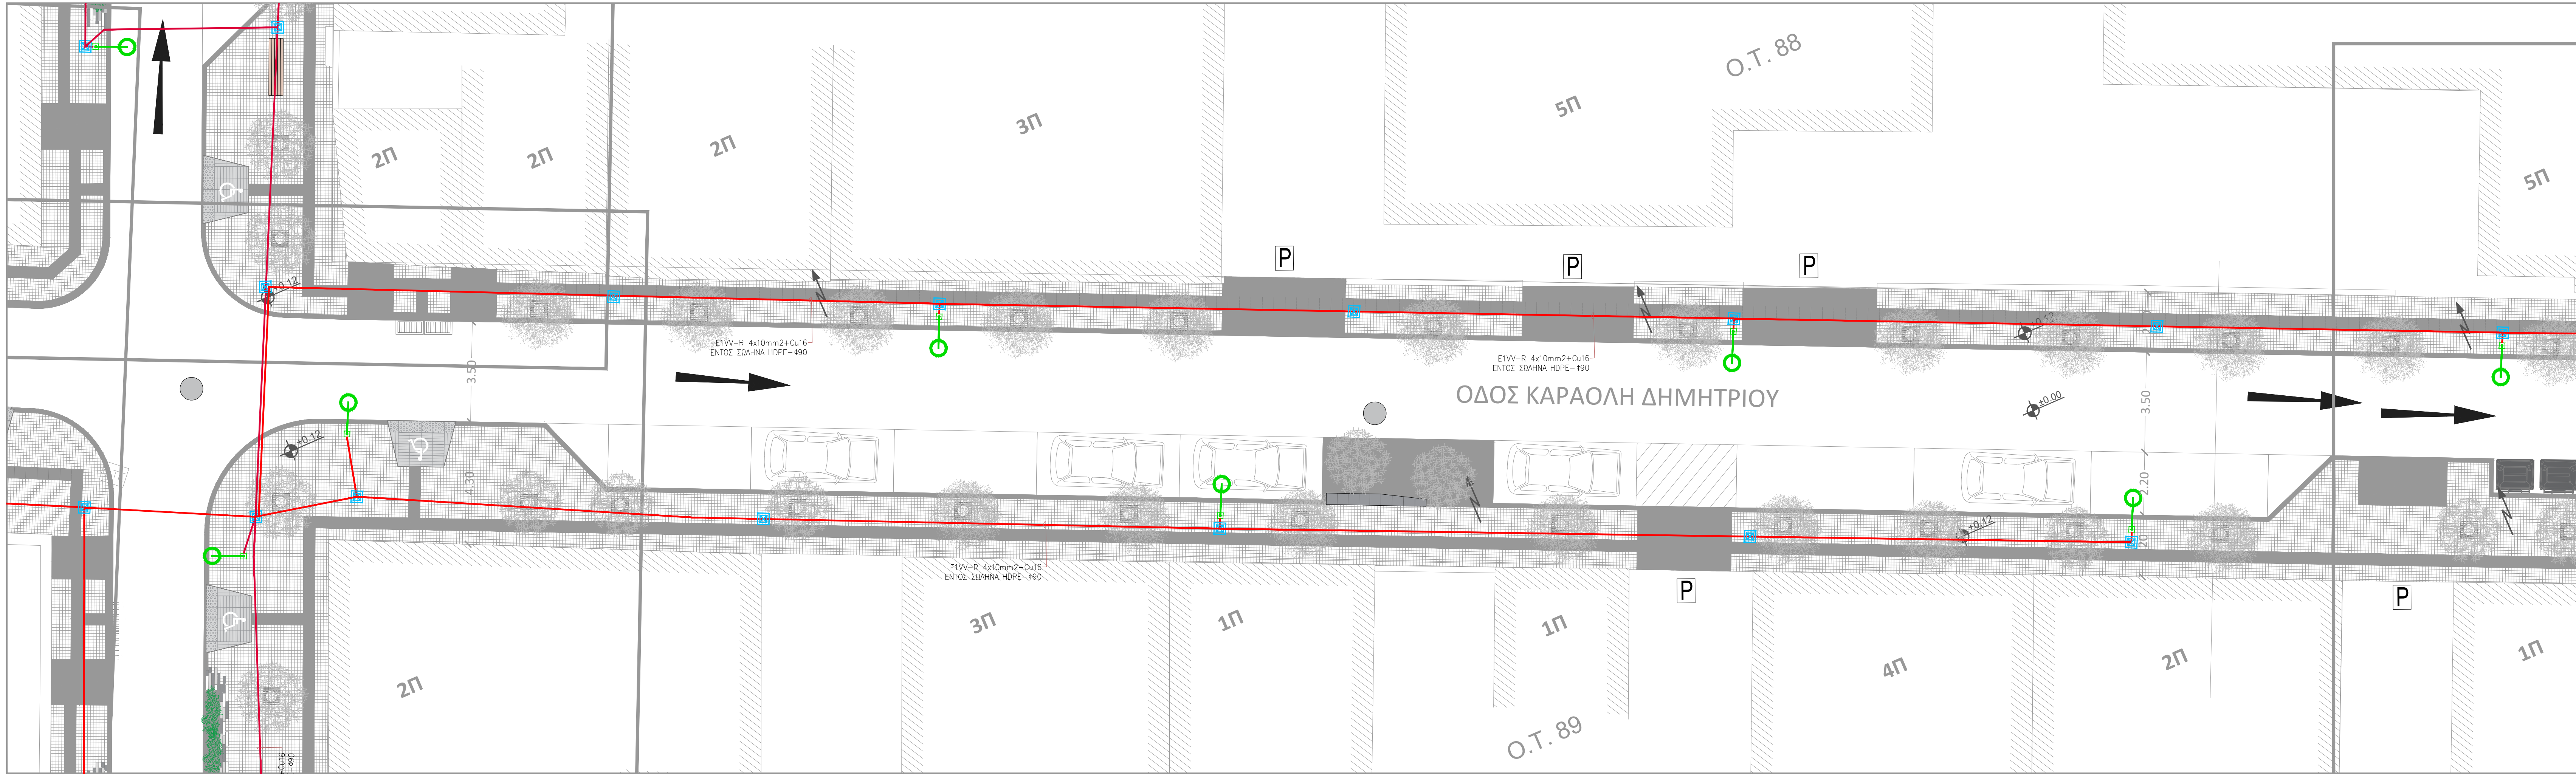 Ο.Τ. 88
5Π
3Π
2Π
2Π
2Π
5Π
P
P
P
+0.12
E1VV-R 4x10mm2+Cu16
ΕΝΤΟΣ ΣΩΛΗΝΑ HDPE-Φ90
E1VV-R 4x10mm2+Cu16
ΕΝΤΟΣ ΣΩΛΗΝΑ HDPE-Φ90
3.50
ΟΔΟΣ ΚΑΡΑΟΛΗ ΔΗΜΗΤΡΙΟΥ
±0.00
3.50
±0.12
4.30
2.20
±0.12
E1VV-R 4x10mm2+Cu16
ΕΝΤΟΣ ΣΩΛΗΝΑ HDPE-Φ90
P
P
3Π
1Π
1Π
2Π
4Π
2Π
1Π
Ο.Τ. 89
+Cu16
-Φ90